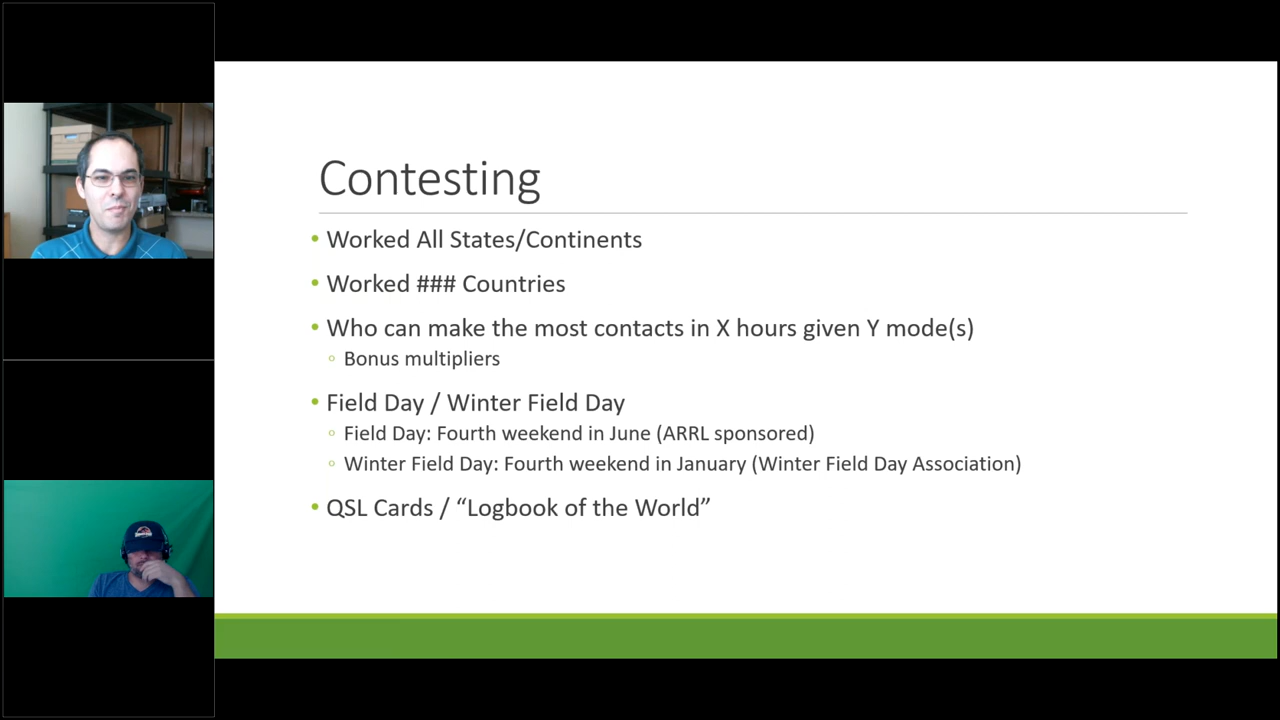 Contesting
Worked All States/Continents
Worked ### Countries
Who can make the most contacts in X hours given Y mode(s)
Bonus multipliers
Field Day / Winter Field Day
Field Day: Fourth weekend in June (ARRL sponsored)
Winter Field Day: Fourth weekend in January (Winter Field Day Association)
QSL Cards / “Logbook of the World”